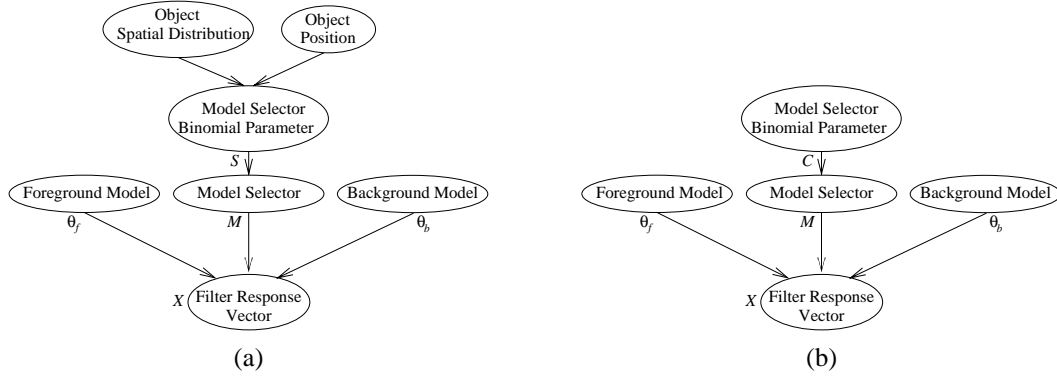 Object
Spatial Distribution
Object
Position
Model Selector
Binomial Parameter
S
Foreground Model
Model Selector
Background Model
θf
M
θb
X
Filter Response
Vector
(a)
Model Selector
Binomial Parameter
C
Foreground Model
Model Selector
Background Model
θf
M
θb
X
Filter Response
Vector
(b)